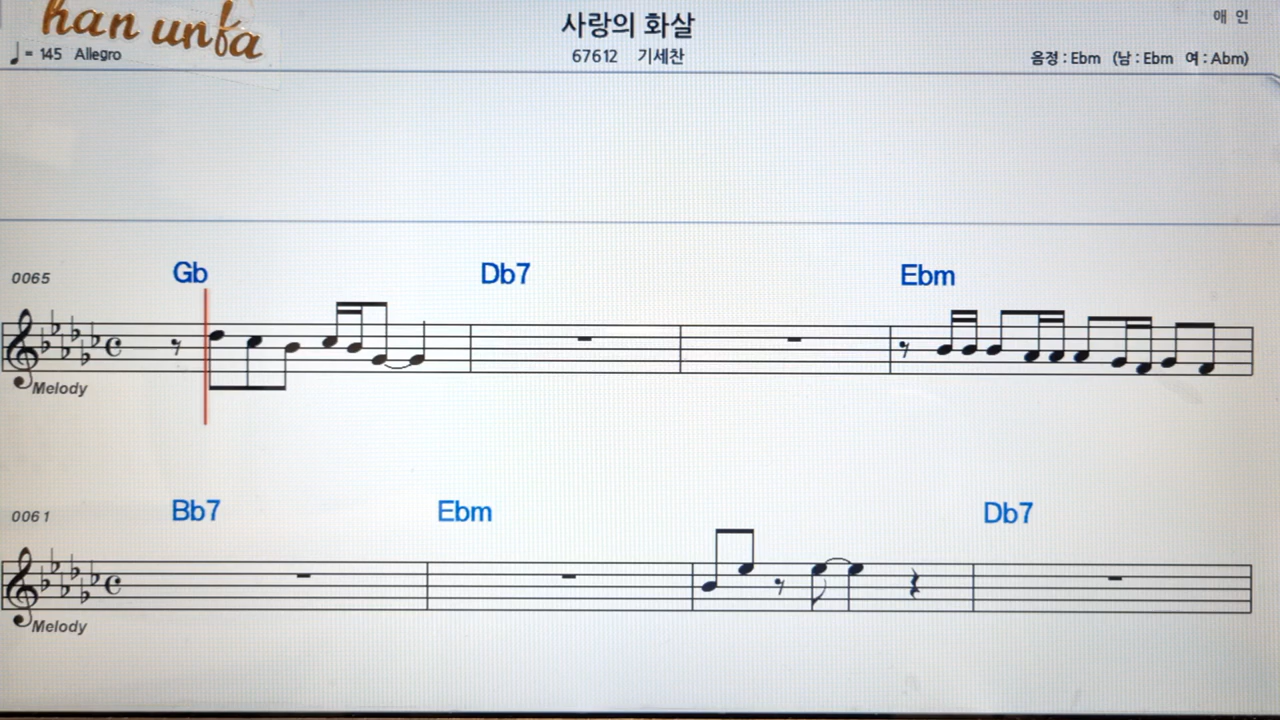 han unfa
사랑의 화살
애 인
= 145 Allegro
67612 기세찬
음정 : Ebm (남 : Ebm 여 : Abm)
0065 Gb Db7 Ebm
Melody
0061 Bb7 Ebm Db7
Melody